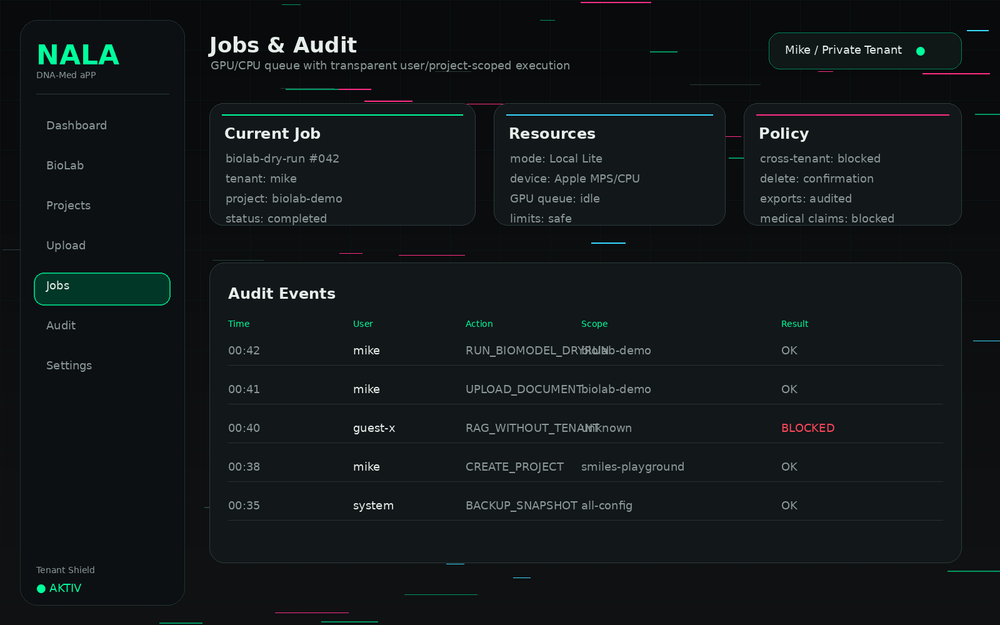 NALA
DNA-Med aPP
Dashboard
BioLab
Projects
Upload
Jobs
Audit
Settings
Tenant Shield
AKTIV
Jobs & Audit
GPU/CPU queue with transparent user/project-scoped execution
Mike / Private Tenant
Current Job
biolab-dry-run #042
tenant: mike
project: biolab-demo
status: completed
Resources
mode: Local Lite
device: Apple MPS/CPU
GPU queue: idle
limits: safe
Policy
cross-tenant: blocked
delete: confirmation
exports: audited
medical claims: blocked
Audit Events
Time User Action Scope Result
00:42 mike RUN_BIOMODEL_DRYRUN biolab-demo OK
00:41 mike UPLOAD_DOCUMENT biolab-demo OK
00:40 guest-x RAG_WITHOUT_TENANT unknown BLOCKED
00:38 mike CREATE_PROJECT smiles-playground OK
00:35 system BACKUP_SNAPSHOT all-config OK